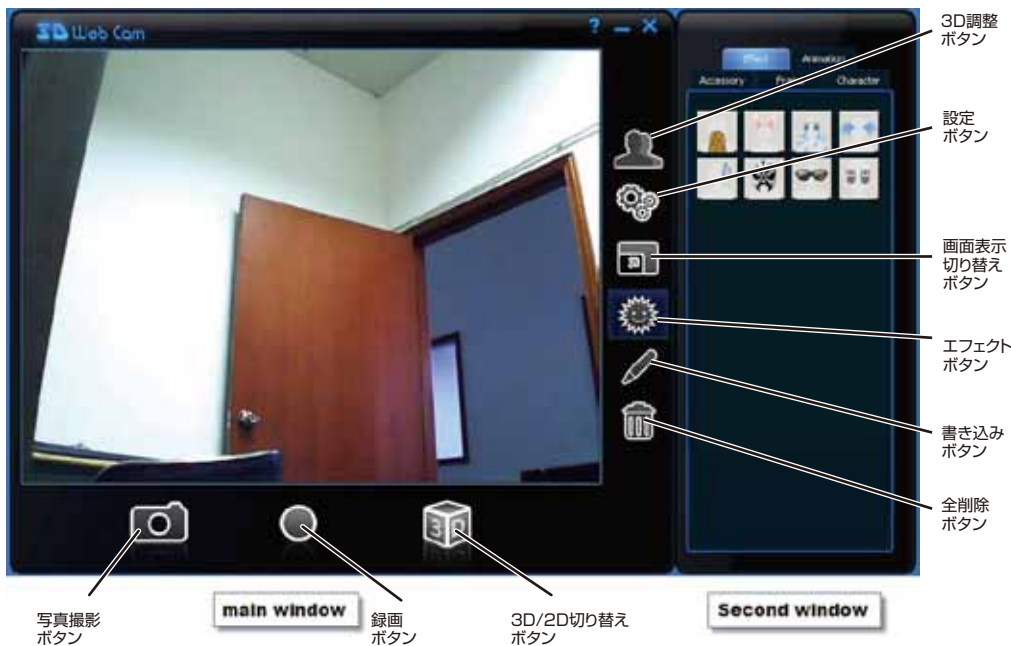 3D Web Cam
? – ×
Effect Animation
Accessory Frame Character
3D調整
ボタン
設定
ボタン
画面表示
切り替え
ボタン
エフェクト
ボタン
書き込み
ボタン
全削除
ボタン
3D
3D
写真撮影
ボタン
main window
録画
ボタン
3D/2D切り替え
ボタン
Second window